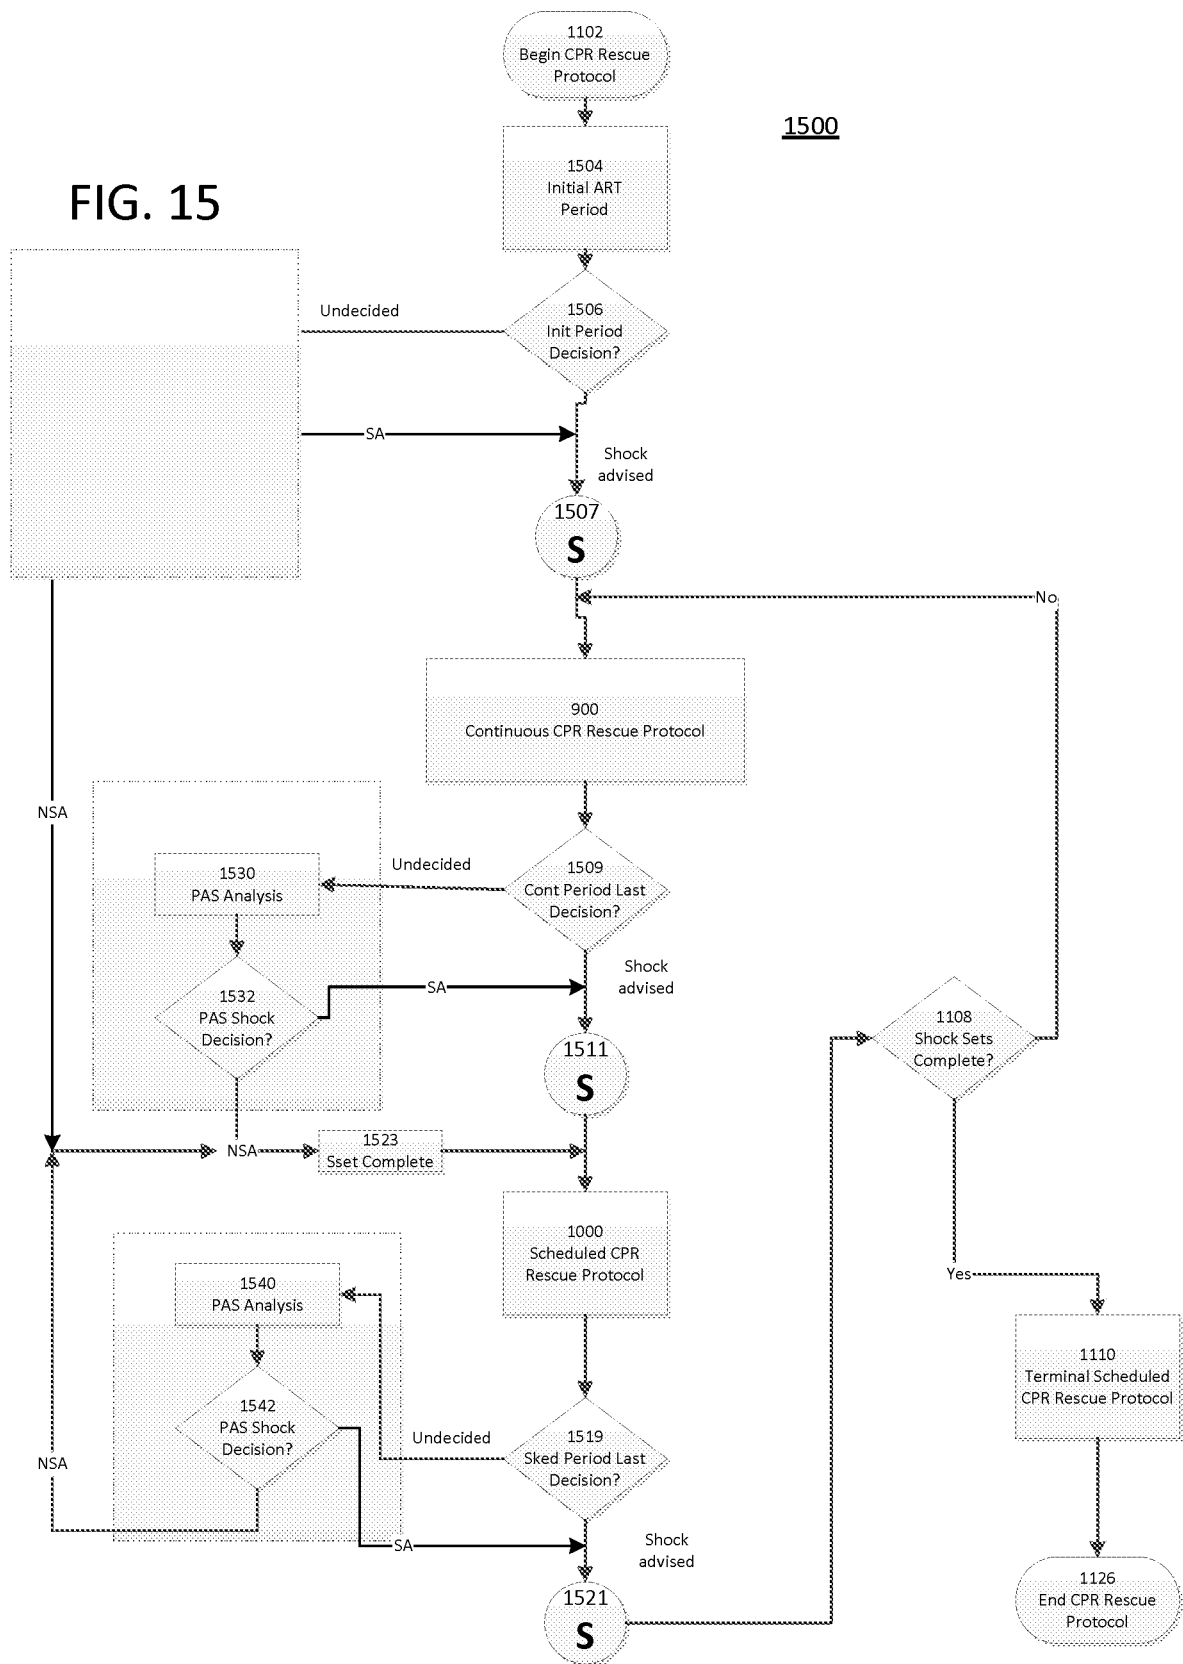 1102
Begin CPR Rescue
Protocol
1500
1504
Initial ART
Period
FIG. 15
Undecided
1506
Init Period
Decision?
SA
Shock
advised
1507
S
No
900
Continuous CPR Rescue Protocol
NSA
Undecided
1530
PAS Analysis
1509
Cont Period Last
Decision?
1532
PAS Shock
Decision?
SA
Shock
advised
1511
S
1108
Shock Sets
Complete?
NSA
1523
Sset Complete
1000
Scheduled CPR
Rescue Protocol
Yes
1540
PAS Analysis
1110
Terminal Scheduled
CPR Rescue Protocol
1542
PAS Shock
Decision?
Undecided
1519
Sked Period Last
Decision?
NSA
SA
Shock
advised
1521
S
1126
End CPR Rescue
Protocol